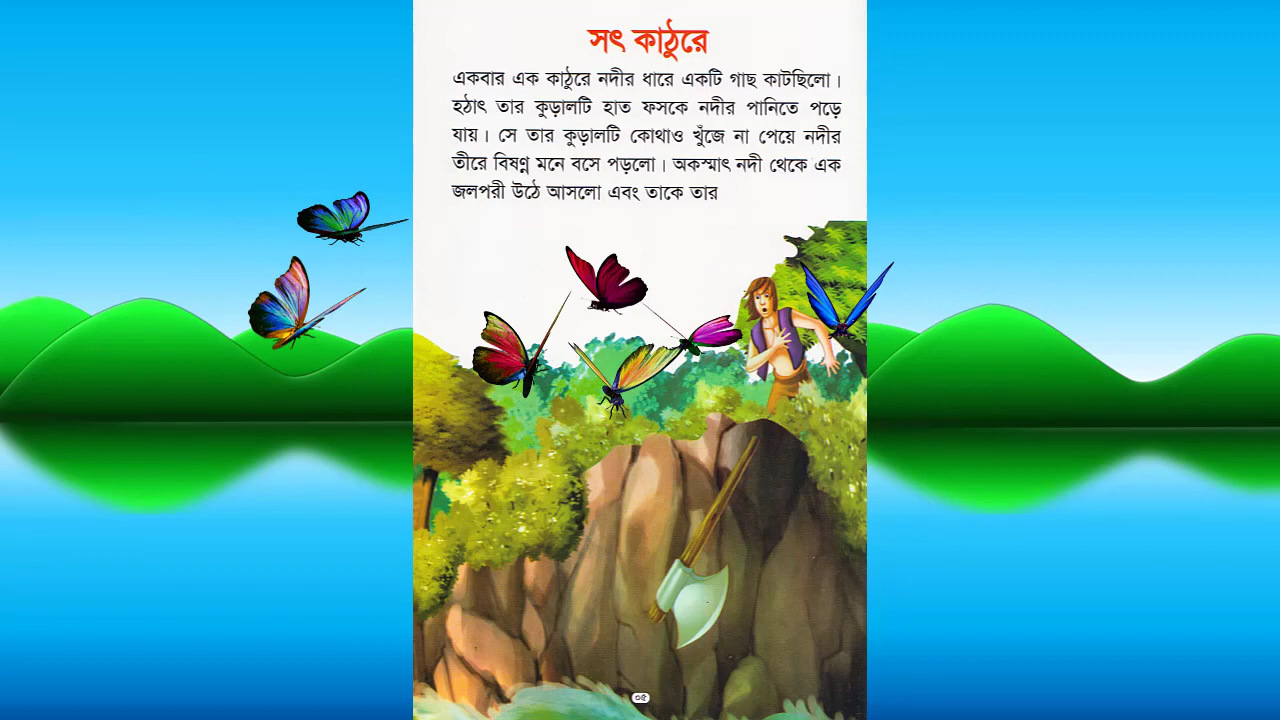 সৎ কাঠুরে
একবার এক কাঠুরে নদীর ধারে একটি গাছ কাটছিলো।
হঠাৎ তার কুড়ালটি হাত ফসকে নদীর পানিতে পড়ে
যায়। সে তার কুড়ালটি কোথাও খুঁজে না পেয়ে নদীর
তীরে বিষণ্ণ মনে বসে পড়লো। অকস্মাৎ নদী থেকে এক
জলপরী উঠে আসলো এবং তাকে তার
০৫